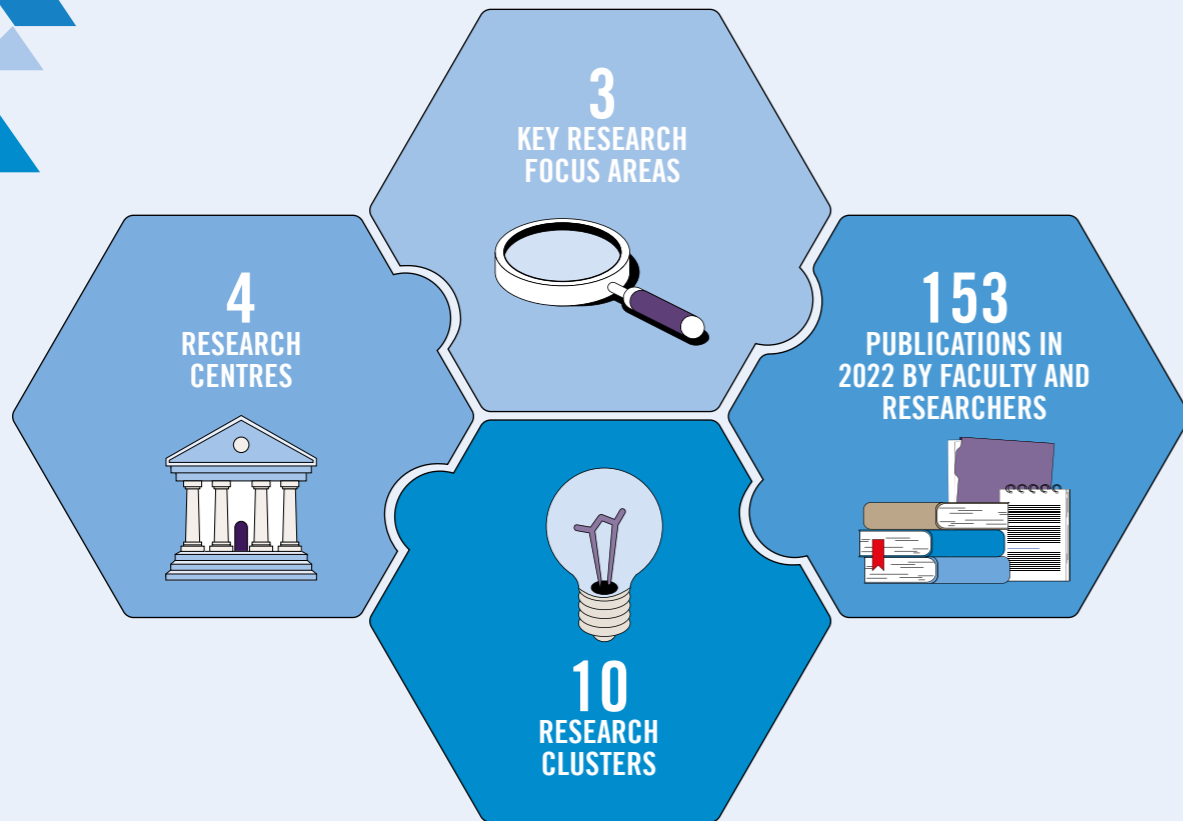 3
KEY RESEARCH
FOCUS AREAS
4
RESEARCH
CENTRES
153
PUBLICATIONS IN
2022 BY FACULTY AND
RESEARCHERS
10
RESEARCH
CLUSTERS